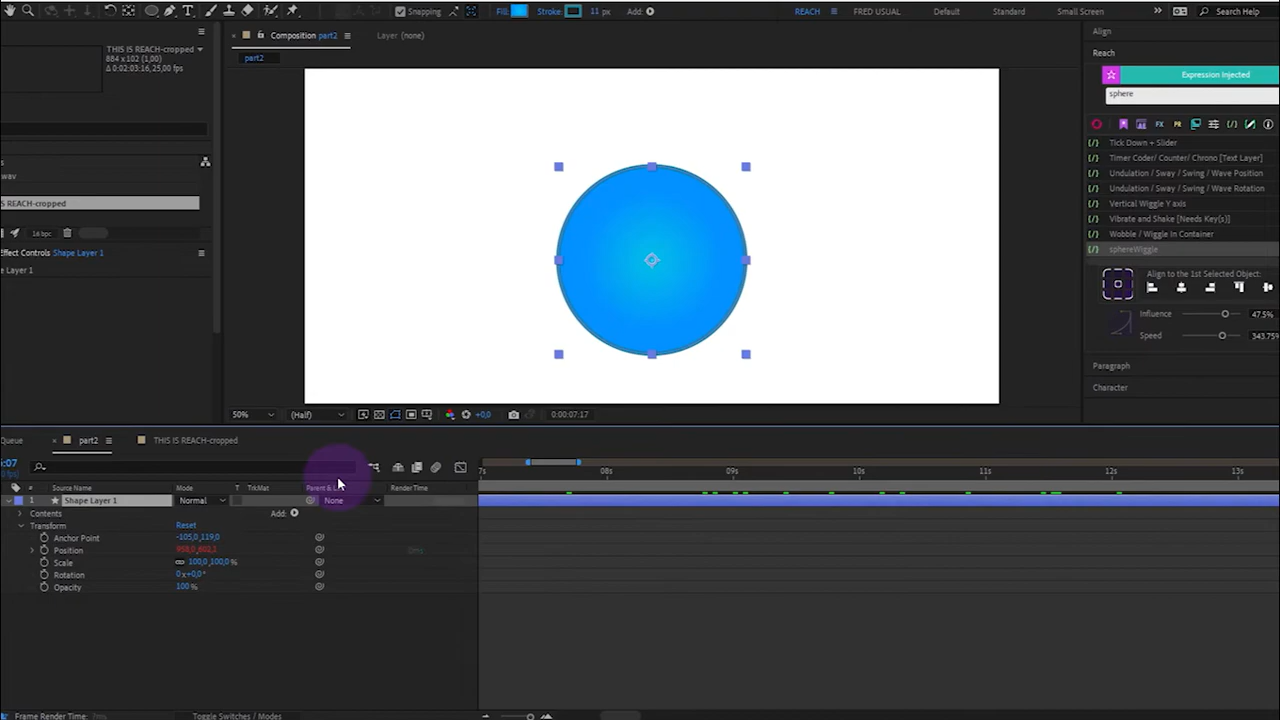 Snapping
Fill:
Stroke:
11 px
Add:
REACH
FRED USUAL
Default
Standard
Small Screen
Search Help
THIS IS REACH-cropped
884 x 102 (1,00)
Δ 0:02:03:16, 25,00 fps
Composition part2
Layer (none)
part2
Align
Reach
Expression Injected
sphere
FX
PR
Tick Down + Slider
Timer Coder/ Counter/ Chrono [Text Layer]
Undulation / Sway / Swing / Wave Position
Undulation / Sway / Swing / Wave Rotation
Vertical Wiggle Y axis
Vibrate and Shake [Needs Key(s)]
Wobble / Wiggle In Container
sphereWiggle
Align to the 1st Selected Object:
Influence
47.5%
Speed
343.75%
Paragraph
Character
s
wav
REACH-cropped
16 bpc
Effect Controls Shape Layer 1
e Layer 1
50%
(Half)
+0,0
0:00:07:17
Queue
part2
THIS IS REACH-cropped
:07
7s
08s
09s
10s
11s
12s
13s
#
Source Name
Mode
T
TrkMat
Parent & L
Render Time
1
Shape Layer 1
Normal
None
Contents
Add:
Transform
Reset
Anchor Point
-105,0,119,0
Position
0ms
Scale
100,0,100,0 %
Rotation
0 x+0,0°
Opacity
100 %
Frame Render Time:
Toggle Switches / Modes